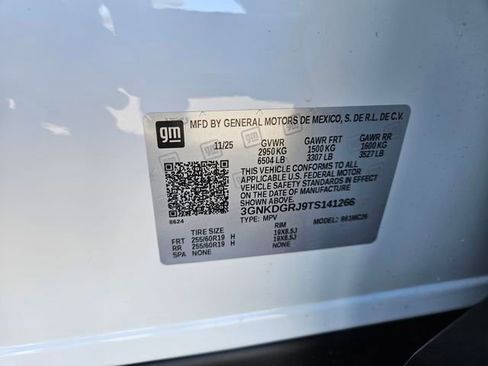 gm MFD BY GENERAL MOTORS DE MEXICO, S. DE R.L. DE C.V.
11/25 GVWR GAWR FRT GAWR RR
2950 KG 1500 KG 1600 KG
6504 LB 3307 LB 3527 LB
THIS VEHICLE CONFORMS TO ALL
APPLICABLE U.S. FEDERAL MOTOR
VEHICLE SAFETY STANDARDS IN EFFECT
ON THE DATE OF MANUFACTURE
SHOWN ABOVE.
3GNKDGRJ9TS141266
8624 TYPE: MPV MODEL:
TIRE SIZE RIM
FRT 255/60R19 H 19X8.5J
RR 255/60R19 H 19X8.5J
SPA NONE NONE